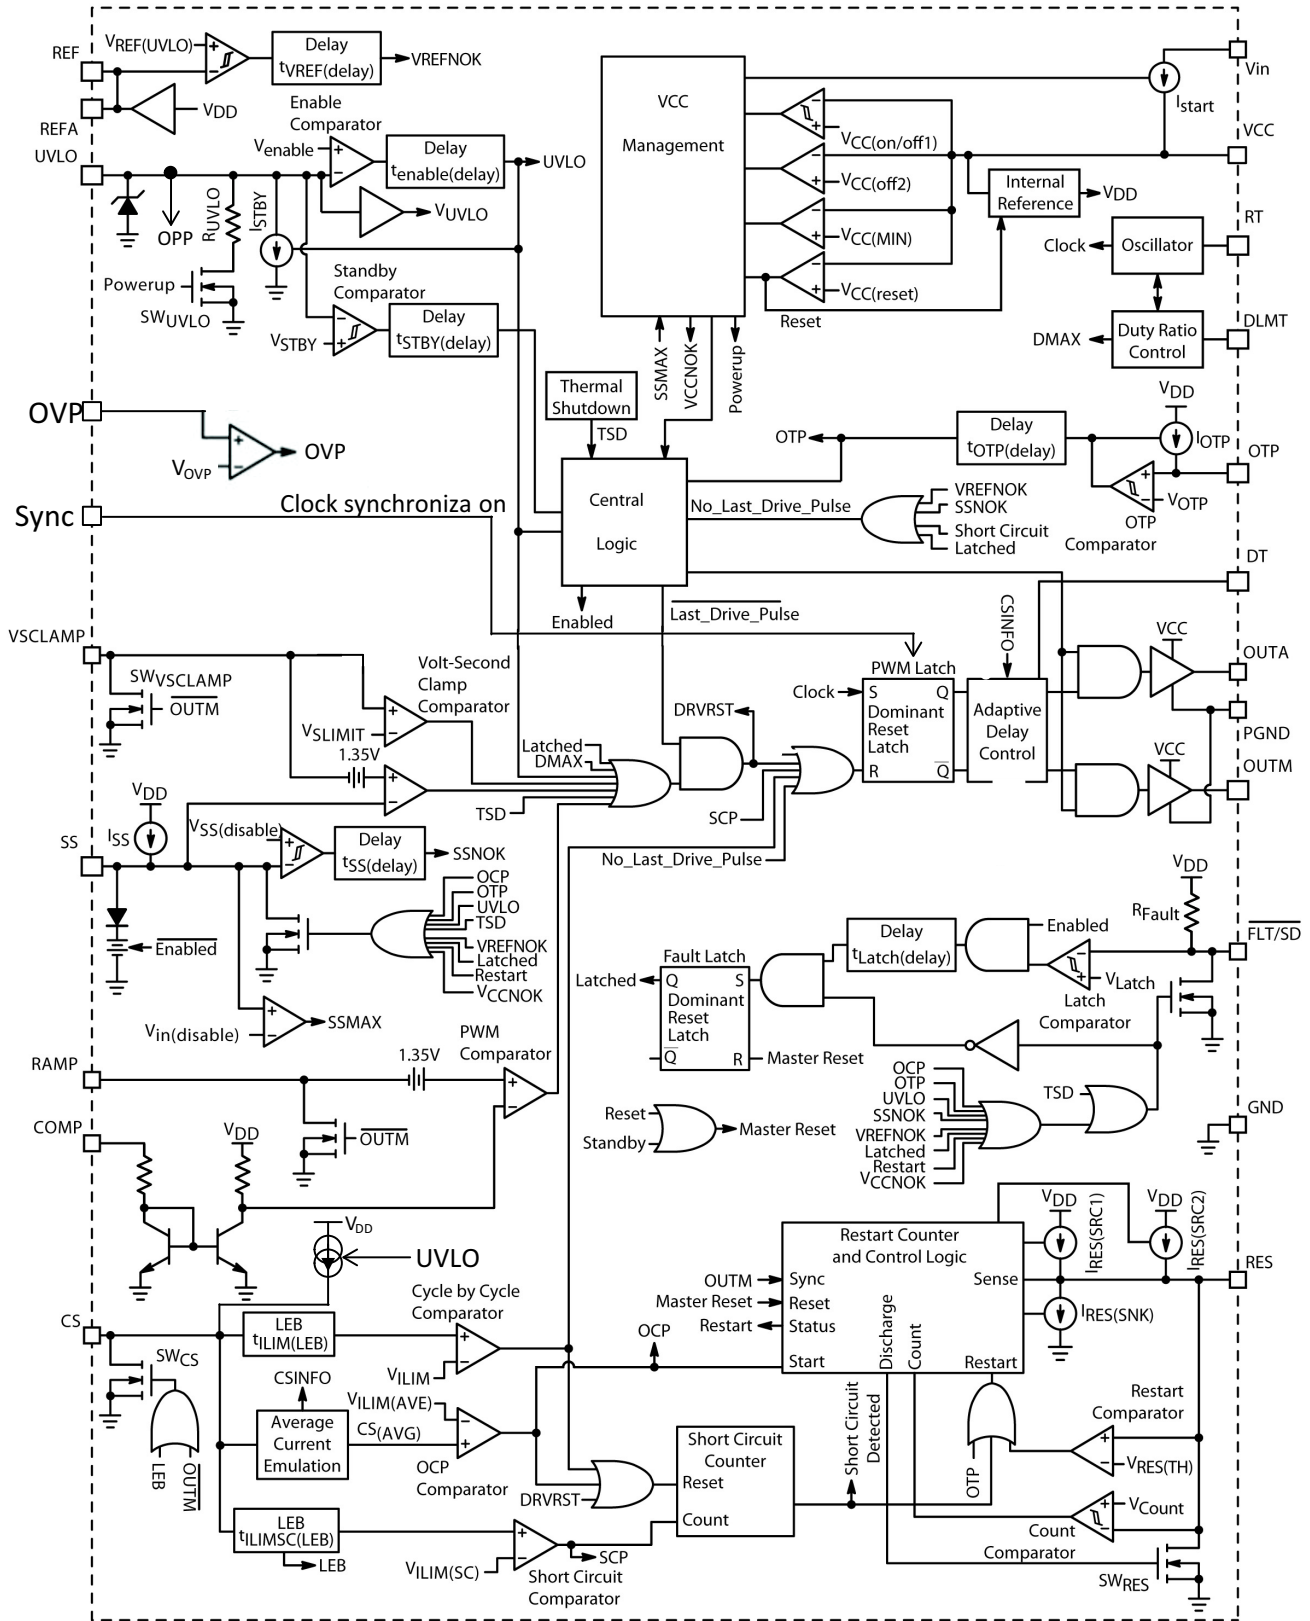 REF
VREF(UVLO)
Delay
tVREF(delay)
VREFNOK
REFA
VDD
Enable
Comparator
Venable
Delay
tenable(delay)
UVLO
UVLO
VUVLO
OPP
RUVLO
ISTBY
Powerup
SWUVLO
Standby
Comparator
VSTBY
Delay
tSTBY(delay)
VCC
Management
Vin
Istart
VCC
VCC(on/off1)
VCC(off2)
VCC(MIN)
VCC(reset)
Internal
Reference
VDD
Reset
RT
Clock
Oscillator
DLMT
DMAX
Duty Ratio
Control
SSMAX
VCCNOK
Powerup
Thermal
Shutdown
TSD
OVP
VOVP
OVP
Sync
Clock synchroniza on
Central
Logic
Enabled
Last_Drive_Pulse
No_Last_Drive_Pulse
OTP
Delay
tOTP(delay)
VDD
IOTP
OTP
VOTP
OTP
Comparator
VREFNOK
SSNOK
Short Circuit
Latched
DT
CSINFO
VSCLAMP
SWVSCLAMP
OUTM
Volt-Second
Clamp
Comparator
VSLIMIT
1.35V
Latched
DMAX
TSD
DRVRST
SCP
No_Last_Drive_Pulse
PWM Latch
Clock
S
Q
Dominant
Reset
Latch
R
Q
Adaptive
Delay
Control
VCC
OUTA
PGND
VCC
OUTM
VDD
ISS
SS
VSS(disable)
Delay
tSS(delay)
SSNOK
Enabled
OCP
OTP
UVLO
TSD
VREFNOK
Latched
Restart
VCCNOK
Vin(disable)
SSMAX
VDD
RFault
FLT/SD
Delay
tLatch(delay)
Enabled
VLatch
Latch
Comparator
Fault Latch
Latched
Q
S
Dominant
Reset
Latch
Q
R
Master Reset
RAMP
1.35V
PWM
Comparator
OUTM
COMP
VDD
Reset
Standby
Master Reset
OCP
OTP
UVLO
SSNOK
VREFNOK
Latched
Restart
VCCNOK
TSD
GND
VDD
UVLO
CS
SWCS
LEB
OUTM
LEB
tILIM(LEB)
Cycle by Cycle
Comparator
VILIM
CSINFO
Average
Current
Emulation
VILIM(AVE)
CS(AVG)
OCP
Comparator
OCP
DRVRST
LEB
tILIMSC(LEB)
LEB
VILIM(SC)
SCP
Short Circuit
Comparator
Short Circuit
Counter
Reset
Count
Short Circuit
Detected
Restart Counter
and Control Logic
OUTM
Sync
Master Reset
Reset
Restart
Status
Start
Sense
Discharge
Count
Restart
VDD
IRES(SRC1)
VDD
IRES(SRC2)
RES
IRES(SNK)
OTP
Restart
Comparator
VRES(TH)
VCount
Count
Comparator
SWRES